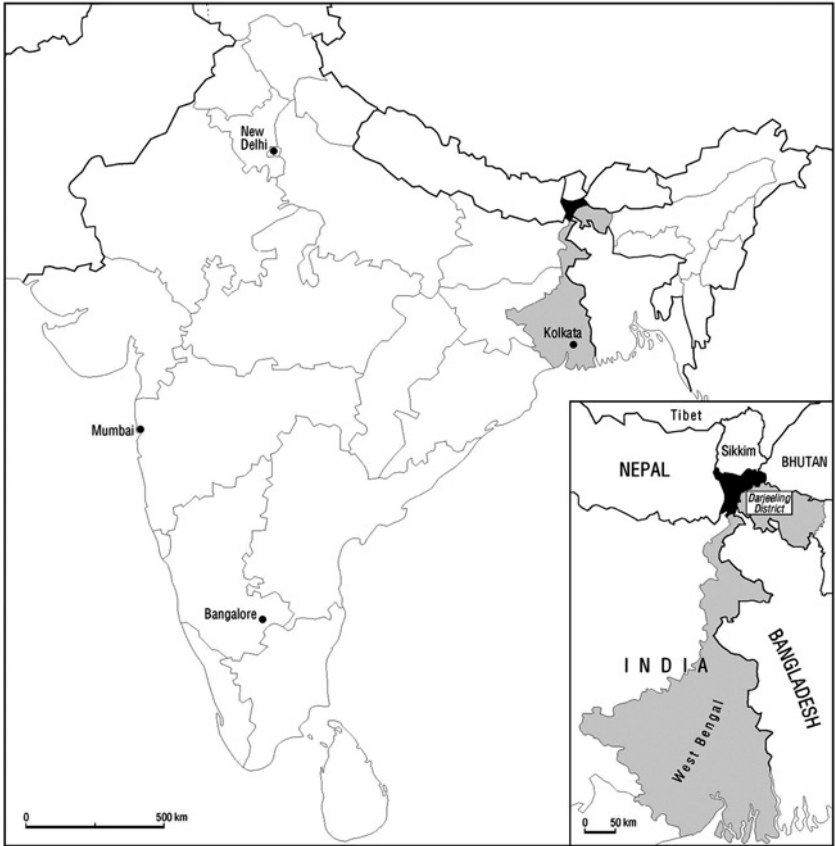 New
Delhi
Kolkata
Mumbai
Bangalore
0 500 km
Tibet
Sikkim
NEPAL
BHUTAN
Darjeeling
District
INDIA
BANGLADESH
West Bengal
0 50 km